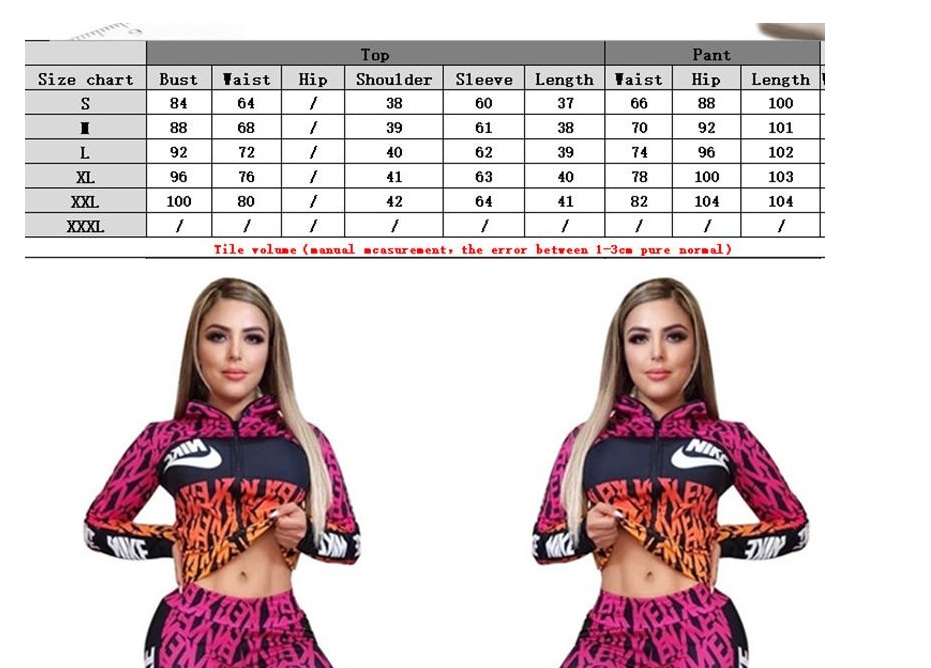 Top Pant
Size chart Bust Waist Hip Shoulder Sleeve Length Waist Hip Length
S 84 64 / 38 60 37 66 88 100
M 88 68 / 39 61 38 70 92 101
L 92 72 / 40 62 39 74 96 102
XL 96 76 / 41 63 40 78 100 103
XXL 100 80 / 42 64 41 82 104 104
XXXL / / / / / / / / /
Tile volume (manual mcasurement, the error between 1-3cm pure normal)
NIKE NIKE
NIKE NIKE NIKE NIKE